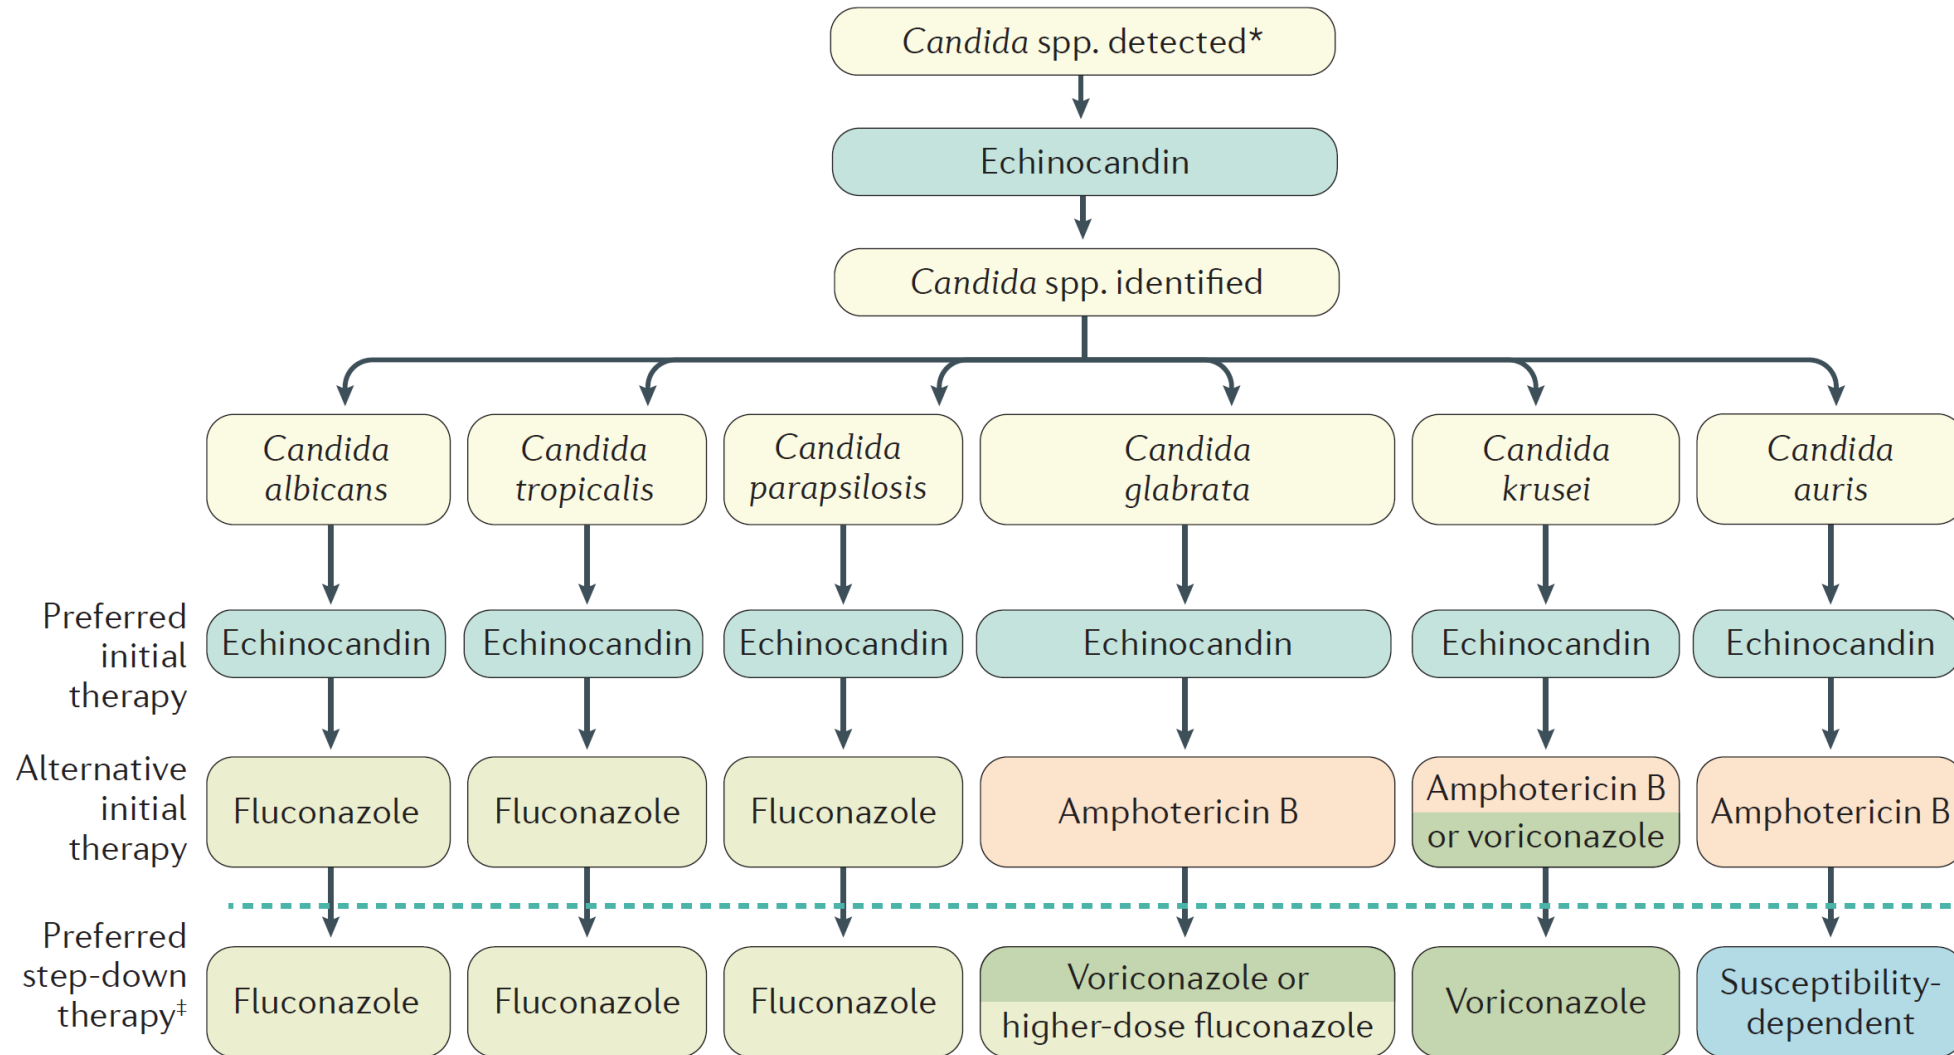 Candida spp. detected*
Echinocandin
Candida spp. identified
Candida
albicans
Candida
tropicalis
Candida
parapsilosis
Candida
glabrata
Candida
krusei
Candida
auris
Preferred
initial
therapy
Echinocandin
Echinocandin
Echinocandin
Echinocandin
Echinocandin
Echinocandin
Alternative
initial
therapy
Fluconazole
Fluconazole
Fluconazole
Amphotericin B
Amphotericin B
or voriconazole
Amphotericin B
Preferred
step-down
therapy‡
Fluconazole
Fluconazole
Fluconazole
Voriconazole or
higher-dose fluconazole
Voriconazole
Susceptibility-
dependent